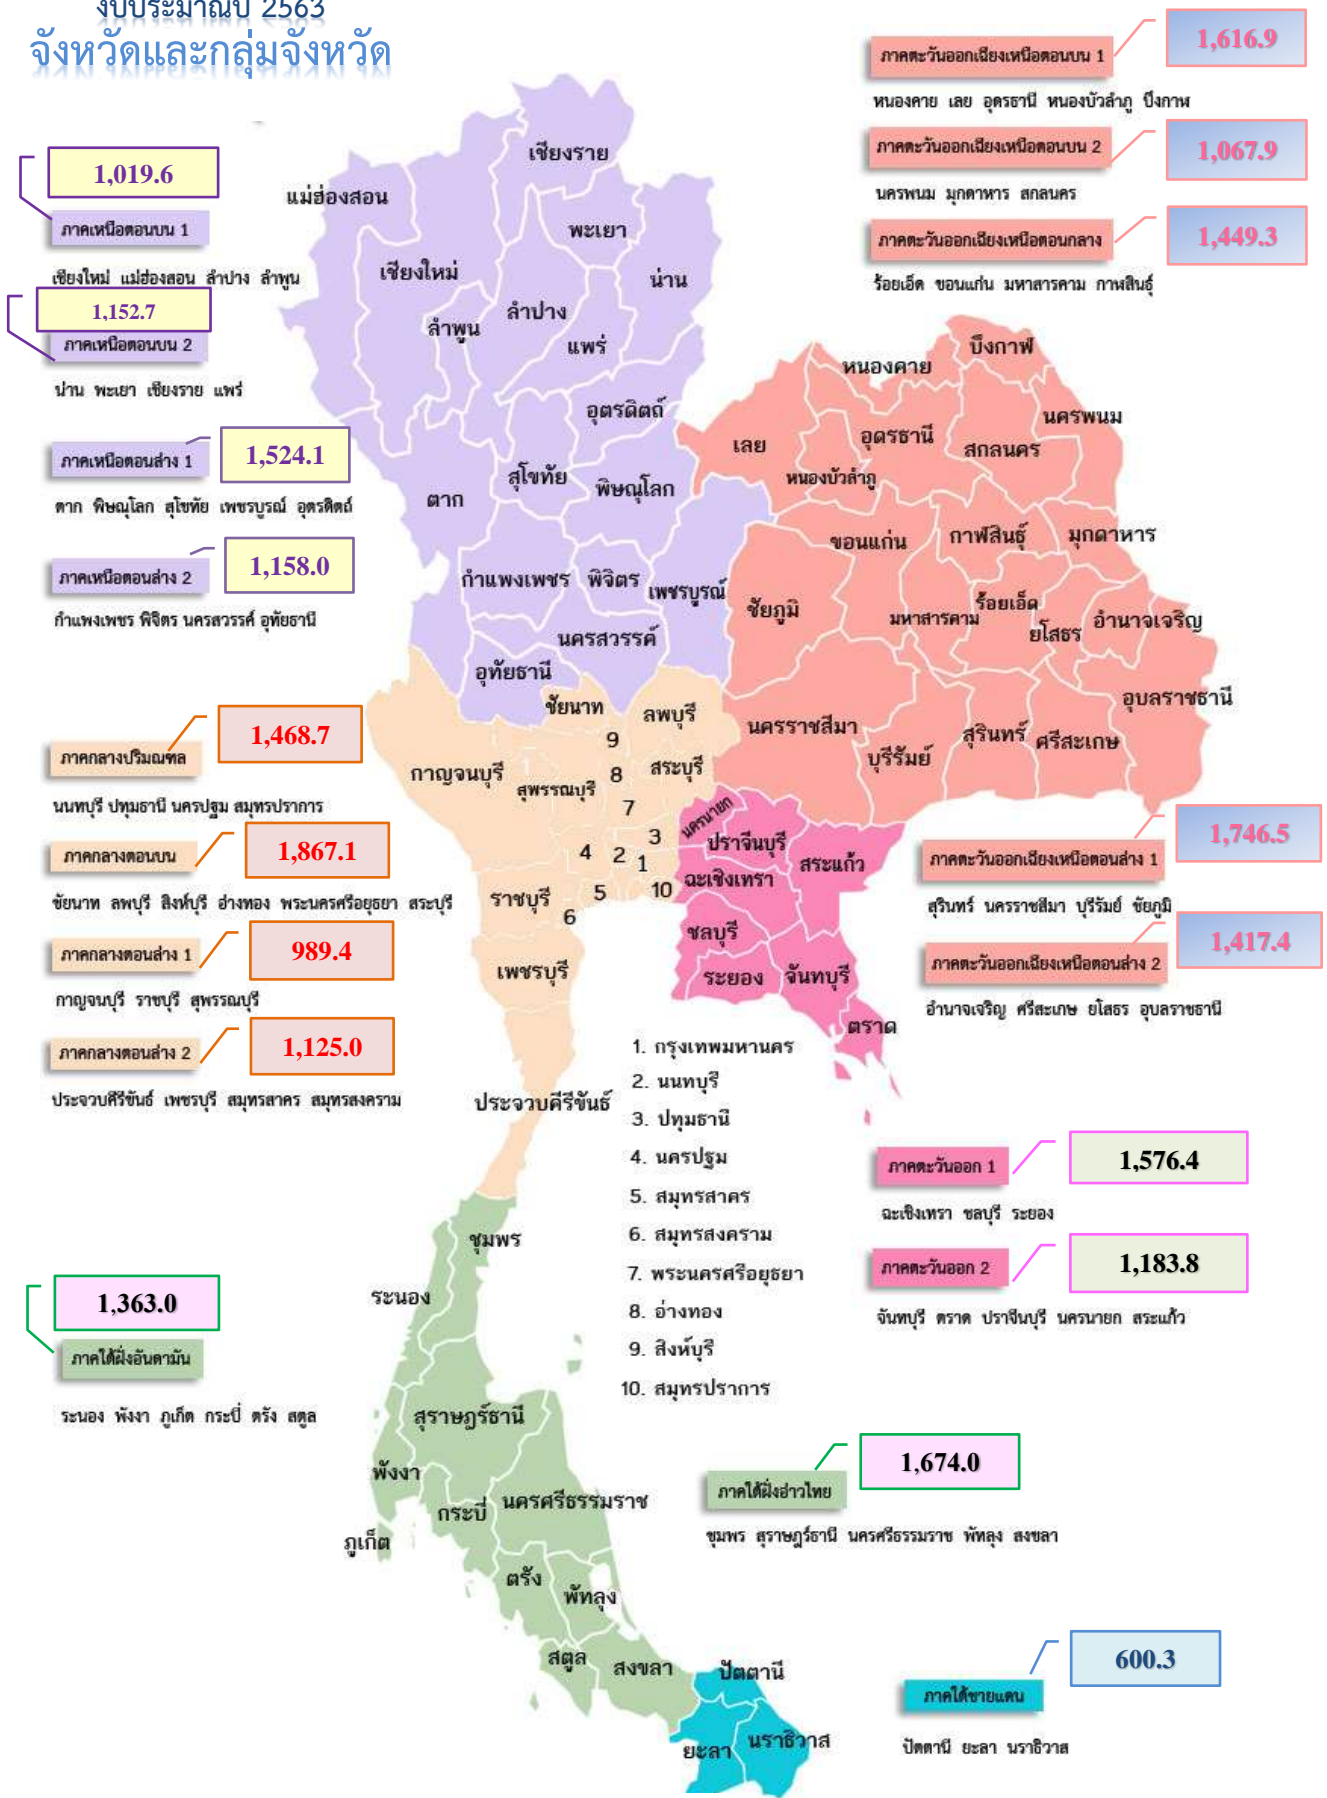 งบประมาณปี 2563
จังหวัดและกลุ่มจังหวัด
1,019.6
ภาคเหนือตอนบน 1
เชียงใหม่ แม่ฮ่องสอน ลำปาง ลำพูน
1,152.7
ภาคเหนือตอนบน 2
น่าน พะเยา เชียงราย แพร่
ภาคเหนือตอนล่าง 1
1,524.1
ตาก พิษณุโลก สุโขทัย เพชรบูรณ์ อุตรดิตถ์
ภาคเหนือตอนล่าง 2
1,158.0
กำแพงเพชร พิจิตร นครสวรรค์ อุทัยธานี
ภาคกลางปริมณฑล
1,468.7
นนทบุรี ปทุมธานี นครปฐม สมุทรปราการ
ภาคกลางตอนบน
1,867.1
ชัยนาท ลพบุรี สิงห์บุรี อ่างทอง พระนครศรีอยุธยา สระบุรี
ภาคกลางตอนล่าง 1
989.4
กาญจนบุรี ราชบุรี สุพรรณบุรี
ภาคกลางตอนล่าง 2
1,125.0
ประจวบคีรีขันธ์ เพชรบุรี สมุทรสาคร สมุทรสงคราม
1,363.0
ภาคใต้ฝั่งอันดามัน
ระนอง พังงา ภูเก็ต กระบี่ ตรัง สตูล
ภาคตะวันออกเฉียงเหนือตอนบน 1
1,616.9
หนองคาย เลย อุดรธานี หนองบัวลำภู บึงกาฬ
ภาคตะวันออกเฉียงเหนือตอนบน 2
1,067.9
นครพนม มุกดาหาร สกลนคร
ภาคตะวันออกเฉียงเหนือตอนกลาง
1,449.3
ร้อยเอ็ด ขอนแก่น มหาสารคาม กาฬสินธุ์
เชียงราย
แม่ฮ่องสอน
พะเยา
เชียงใหม่
น่าน
ลำปาง
ลำพูน
แพร่
อุตรดิตถ์
สุโขทัย
พิษณุโลก
ตาก
กำแพงเพชร
พิจิตร
เพชรบูรณ์
นครสวรรค์
อุทัยธานี
บึงกาฬ
หนองคาย
นครพนม
เลย
อุดรธานี
สกลนคร
หนองบัวลำภู
ขอนแก่น
กาฬสินธุ์
มุกดาหาร
ชัยภูมิ
มหาสารคาม
ร้อยเอ็ด
ยโสธร
อำนาจเจริญ
อุบลราชธานี
นครราชสีมา
บุรีรัมย์
สุรินทร์
ศรีสะเกษ
ชัยนาท
ลพบุรี
9
กาญจนบุรี
สุพรรณบุรี
8
สระบุรี
7
3
4
2
1
10
5
6
ราชบุรี
เพชรบุรี
ประจวบคีรีขันธ์
นครนายก
ปราจีนบุรี
สระแก้ว
ฉะเชิงเทรา
ชลบุรี
ระยอง
จันทบุรี
ตราด
1,746.5
ภาคตะวันออกเฉียงเหนือตอนล่าง 1
สุรินทร์ นครราชสีมา บุรีรัมย์ ชัยภูมิ
1,417.4
ภาคตะวันออกเฉียงเหนือตอนล่าง 2
อำนาจเจริญ ศรีสะเกษ ยโสธร อุบลราชธานี
1. กรุงเทพมหานคร
2. นนทบุรี
3. ปทุมธานี
4. นครปฐม
5. สมุทรสาคร
6. สมุทรสงคราม
7. พระนครศรีอยุธยา
8. อ่างทอง
9. สิงห์บุรี
10. สมุทรปราการ
ภาคตะวันออก 1
1,576.4
ฉะเชิงเทรา ชลบุรี ระยอง
ภาคตะวันออก 2
1,183.8
จันทบุรี ตราด ปราจีนบุรี นครนายก สระแก้ว
ชุมพร
ระนอง
สุราษฎร์ธานี
พังงา
กระบี่
นครศรีธรรมราช
ภูเก็ต
ตรัง
พัทลุง
สตูล
สงขลา
ปัตตานี
ยะลา
นราธิวาส
1,674.0
ภาคใต้ฝั่งอ่าวไทย
ชุมพร สุราษฎร์ธานี นครศรีธรรมราช พัทลุง สงขลา
600.3
ภาคใต้ชายแดน
ปัตตานี ยะลา นราธิวาส